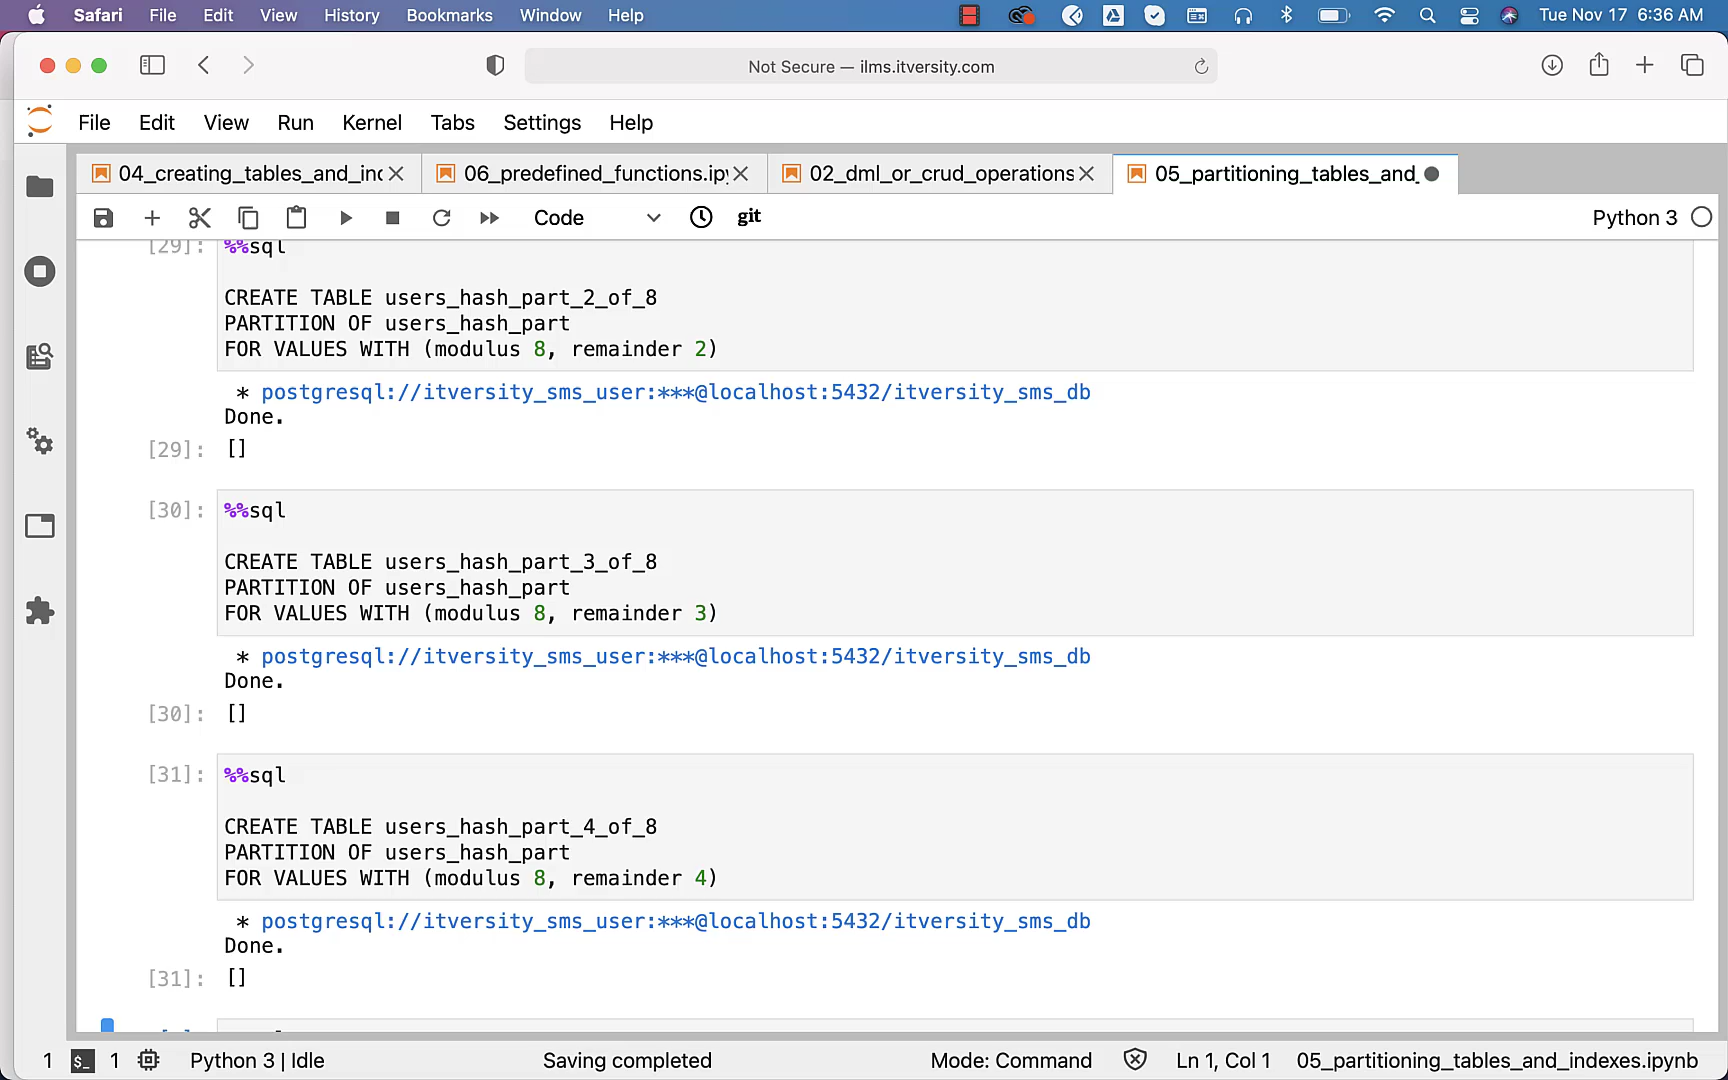 Safari File Edit View History Bookmarks Window Help Tue Nov 17 6:36 AM
Not Secure — ilms.itversity.com
File Edit View Run Kernel Tabs Settings Help
04_creating_tables_and_inc 06_predefined_functions.ipy 02_dml_or_crud_operations 05_partitioning_tables_and_
Code git Python 3
[29]: %%sql
CREATE TABLE users_hash_part_2_of_8
PARTITION OF users_hash_part
FOR VALUES WITH (modulus 8, remainder 2)
* postgresql://itversity_sms_user:***@localhost:5432/itversity_sms_db
Done.
[29]: []
[30]: %%sql
CREATE TABLE users_hash_part_3_of_8
PARTITION OF users_hash_part
FOR VALUES WITH (modulus 8, remainder 3)
* postgresql://itversity_sms_user:***@localhost:5432/itversity_sms_db
Done.
[30]: []
[31]: %%sql
CREATE TABLE users_hash_part_4_of_8
PARTITION OF users_hash_part
FOR VALUES WITH (modulus 8, remainder 4)
* postgresql://itversity_sms_user:***@localhost:5432/itversity_sms_db
Done.
[31]: []
1 $_ 1 Python 3 | Idle Saving completed Mode: Command Ln 1, Col 1 05_partitioning_tables_and_indexes.ipynb